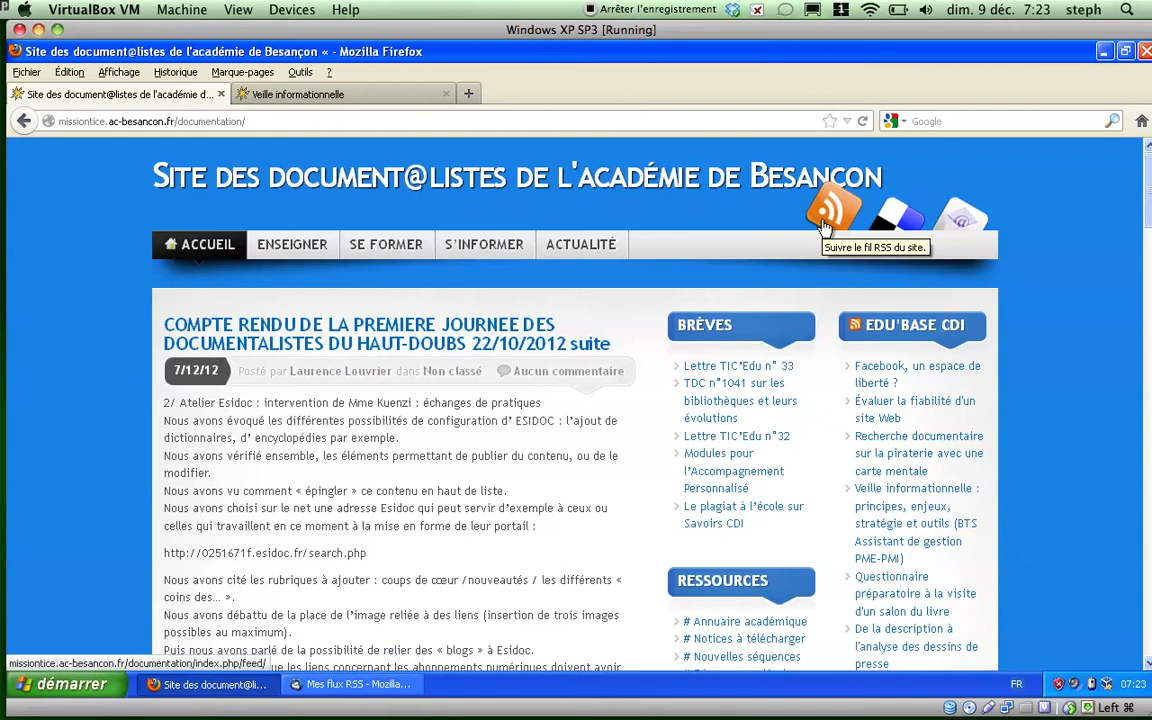 VirtualBox VM Machine View Devices Help Arrêter l'enregistrement 1 dim. 9 déc. 7:23 steph
Windows XP SP3 [Running]
Site des document@listes de l'académie de Besançon « - Mozilla Firefox
Fichier Édition Affichage Historique Marque-pages Outils ?
Site des document@listes de l'académie d... × Veille informationnelle × +
missiontice.ac-besancon.fr/documentation/ Google
SITE DES DOCUMENT@LISTES DE L'ACADÉMIE DE BESANÇON
ACCUEIL ENSEIGNER SE FORMER S'INFORMER ACTUALITÉ
Suivre le fil RSS du site.
COMPTE RENDU DE LA PREMIERE JOURNEE DES
DOCUMENTALISTES DU HAUT-DOUBS 22/10/2012 suite
7/12/12 Posté par Laurence Louvrier dans Non classé Aucun commentaire
2/ Atelier Esidoc : intervention de Mme Kuenzi : échanges de pratiques
Nous avons évoqué les différentes possibilités de configuration d' ESIDOC : l'ajout de
dictionnaires, d' encyclopédies par exemple.
Nous avons vérifié ensemble, les éléments permettant de publier du contenu, ou de le
modifier.
Nous avons vu comment « épingler » ce contenu en haut de liste.
Nous avons choisi sur le net une adresse Esidoc qui peut servir d'exemple à ceux ou
celles qui travaillent en ce moment à la mise en forme de leur portail :
http://0251671f.esidoc.fr/search.php
Nous avons cité les rubriques à ajouter : coups de cœur /nouveautés / les différents «
coins des... ».
Nous avons débattu de la place de l'image reliée à des liens (insertion de trois images
possibles au maximum).
Puis nous avons parlé de la possibilité de relier des « blogs » à Esidoc.
que les liens concernant les abonnements numériques doivent avoir
BRÈVES
Lettre TIC'Edu n° 33
TDC n°1041 sur les
bibliothèques et leurs
évolutions
Lettre TIC'Edu n°32
Modules pour
l'Accompagnement
Personnalisé
Le plagiat à l'école sur
Savoirs CDI
RESSOURCES
# Annuaire académique
# Notices à télécharger
# Nouvelles séquences
EDU'BASE CDI
Facebook, un espace de
liberté ?
Évaluer la fiabilité d'un
site Web
Recherche documentaire
sur la piraterie avec une
carte mentale
Veille informationnelle :
principes, enjeux,
stratégie et outils (BTS
Assistant de gestion
PME-PMI)
Questionnaire
préparatoire à la visite
d'un salon du livre
De la description à
l'analyse des dessins de
presse
missiontice.ac-besancon.fr/documentation/index.php/feed/
démarrer Site des document@li... Mes flux RSS - Mozilla... FR 07:23
Left ⌘